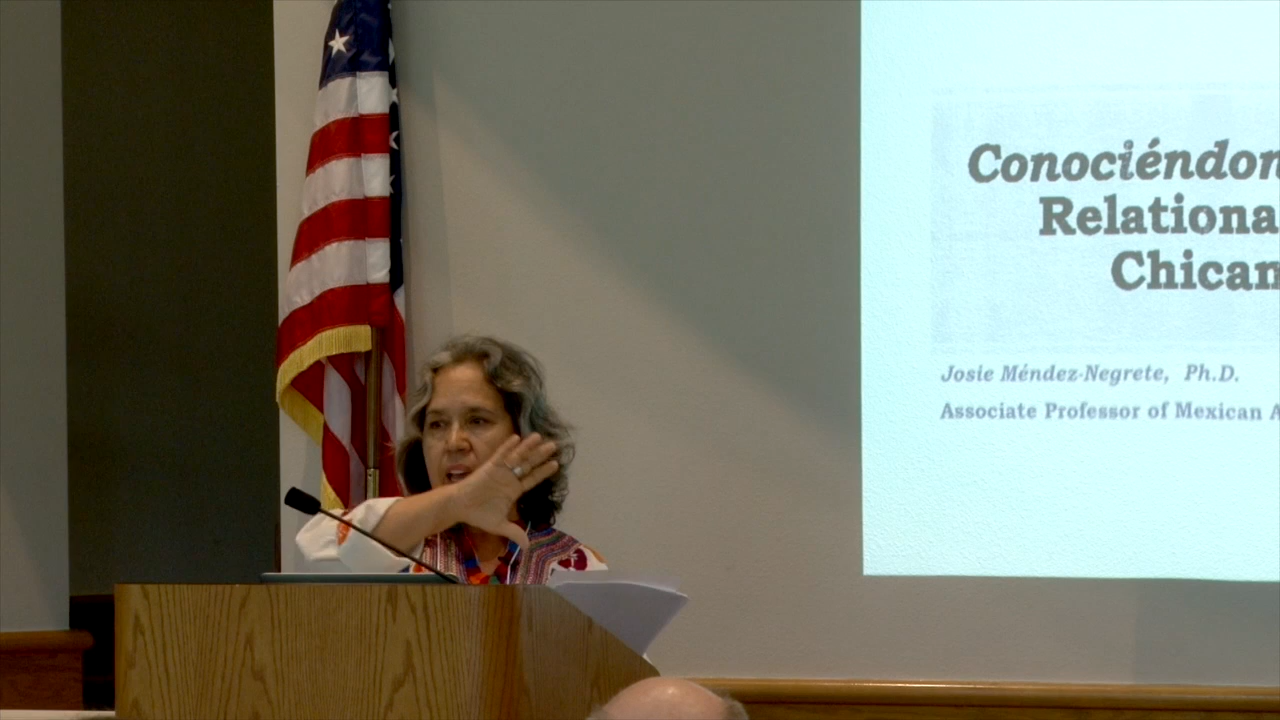 Conociéndon
Relationa
Chican
Josie Méndez-Negrete, Ph.D.
Associate Professor of Mexican A